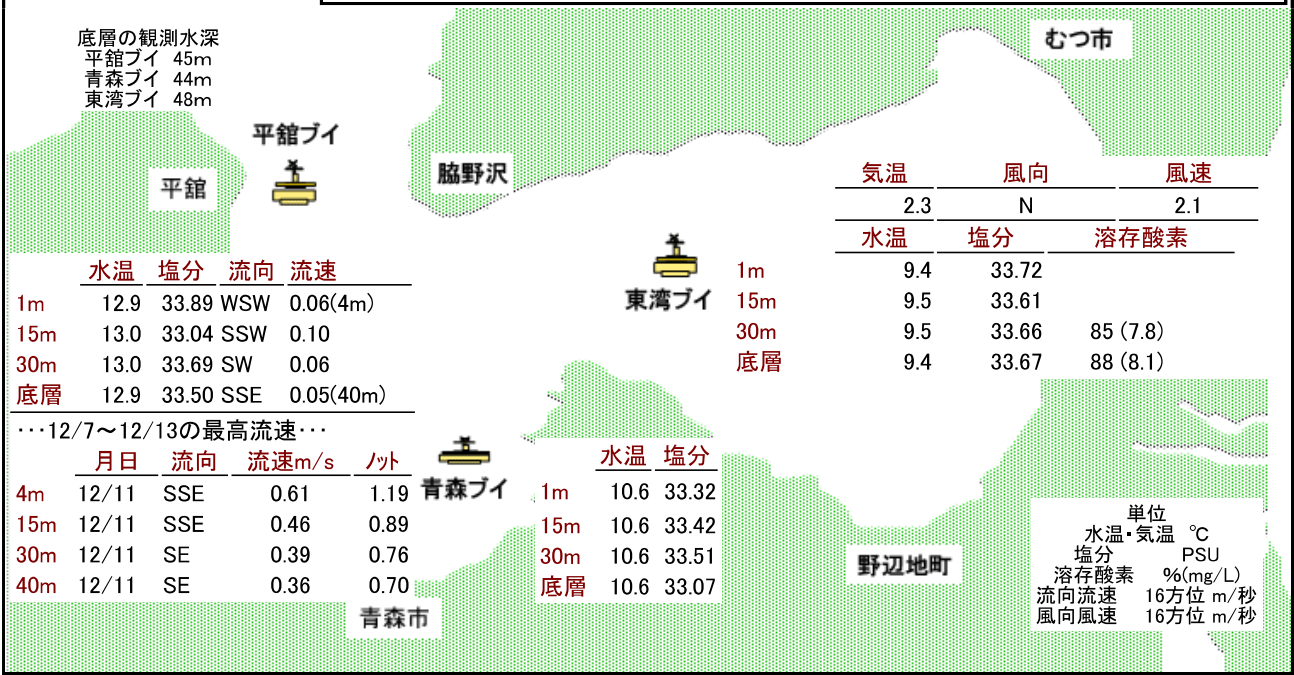 底層の観測水深
平舘ブイ 45m
青森ブイ 44m
東湾ブイ 48m
むつ市
平舘ブイ
脇野沢
平舘
気温 風向 風速
2.3 N 2.1
水温 塩分 溶存酸素
1m 9.4 33.72
15m 9.5 33.61
30m 9.5 33.66 85 (7.8)
底層 9.4 33.67 88 (8.1)
東湾ブイ
水温 塩分 流向 流速
1m 12.9 33.89 WSW 0.06(4m)
15m 13.0 33.04 SSW 0.10
30m 13.0 33.69 SW 0.06
底層 12.9 33.50 SSE 0.05(40m)
･･･12/7～12/13の最高流速･･･
月日 流向 流速m/s ﾉｯﾄ
4m 12/11 SSE 0.61 1.19
15m 12/11 SSE 0.46 0.89
30m 12/11 SE 0.39 0.76
40m 12/11 SE 0.36 0.70
青森ブイ
水温 塩分
1m 10.6 33.32
15m 10.6 33.42
30m 10.6 33.51
底層 10.6 33.07
青森市
野辺地町
単位
水温･気温 ℃
塩分 PSU
溶存酸素 %(mg/L)
流向流速 16方位 m/秒
風向風速 16方位 m/秒